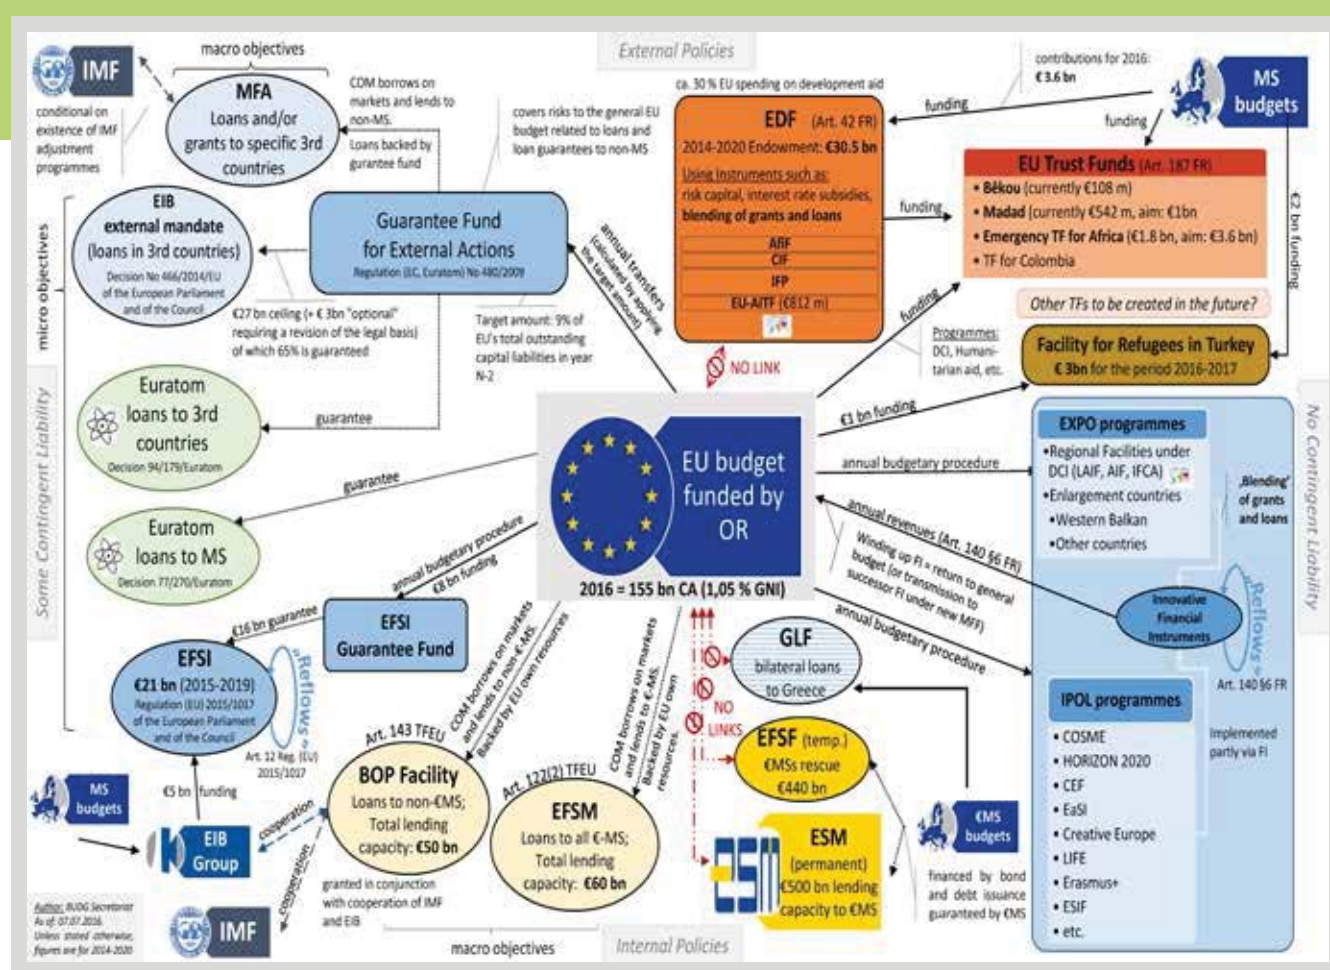 External Policies
IMF
conditional on
existence of IMF
adjustment
programmes
macro objectives
MFA
Loans and/or
grants to specific 3rd
countries
COM borrows on
markets and lends to
non-MS.
Loans backed by
gurantee fund
covers risks to the general EU
budget related to loans and
loan guarantees to non-MS
ca. 30 % EU spending on development aid
EDF (Art. 42 FR)
2014-2020 Endowment: €30.5 bn
Using Instruments such as:
risk capital, interest rate subsidies,
blending of grants and loans
AfIF
CIF
IFP
EU-AITF (€812 m)
contributions for 2016:
€ 3.6 bn
MS
budgets
funding
funding
funding
funding
€2 bn funding
EU Trust Funds (Art. 187 FR)
• Bêkou (currently €108 m)
• Madad (currently €542 m, aim: €1bn
• Emergency TF for Africa (€1.8 bn, aim: €3.6 bn)
• TF for Colombia
Other TFs to be created in the future?
Facility for Refugees in Turkey
€ 3bn for the period 2016-2017
Programmes:
DCI, Humani-
tarian aid, etc.
€1 bn funding
micro objectives
EIB
external mandate
(loans in 3rd countries)
Decision No 466/2014/EU
of the European Parliament
and of the Council
Guarantee Fund
for External Actions
Regulation (EC, Euratom) No 480/2009
€27 bn ceiling (+ € 3bn "optional"
requiring a revision of the legal basis)
of which 65% is guaranteed
Target amount: 9% of
EU's total outstanding
capital liabilities in year
N-2
annual transfers
(calculated by applying
the target amount)
NO LINK
Some Contingent Liability
No Contingent Liability
Euratom
loans to 3rd
countries
Decision 94/179/Euratom
guarantee
Euratom
loans to MS
Decision 77/270/Euratom
guarantee
EU budget
funded by
OR
2016 = 155 bn CA (1,05 % GNI)
annual budgetary procedure
EXPO programmes
•Regional Facilities under
DCI (LAIF, AIF, IFCA)
•Enlargement countries
•Western Balkan
•Other countries
„Blending'
of grants
and loans
annual revenues (Art. 140 §6 FR)
Winding up FI = return to general
budget (or transmission to
successor FI under new MFF)
annual budgetary procedure
Innovative
Financial
Instruments
Reflows"
Art. 140 §6 FR
IPOL programmes
• COSME
• HORIZON 2020
• CEF
• EaSI
• Creative Europe
• LIFE
• Erasmus+
• ESIF
• etc.
Implemented
partly via FI
annual budgetary procedure
€8 bn funding
EFSI
Guarantee Fund
€16 bn guarantee
EFSI
€21 bn (2015-2019)
Regulation (EU) 2015/1017
of the European Parliament
and of the Council
„Reflows"
Art. 12 Reg. (EU)
2015/1017
MS
budgets
€5 bn funding
EIB
Group
cooperation
cooperation
IMF
COM borrows on markets
and lends to non-€-MS.
Backed by EU own resources
Art. 143 TFEU
BOP Facility
Loans to non-€MS;
Total lending
capacity: €50 bn
granted in conjunction
with cooperation of IMF
and EIB
COM borrows on markets
and lends to €-MS.
Backed by EU own
resources.
Art. 122(2) TFEU
EFSM
Loans to all €-MS;
Total lending
capacity: €60 bn
macro objectives
NO
LINKS
GLF
bilateral loans
to Greece
EFSF (temp.)
€MSs rescue
€440 bn
esm
ESM
(permanent)
€500 bn lending
capacity to €MS
€MS
budgets
financed by bond
and debt issuance
guaranteed by €MS
Internal Policies
Author: BUDG Secretariat
As of: 07.07.2016.
Unless stated otherwise,
figures are for 2014-2020